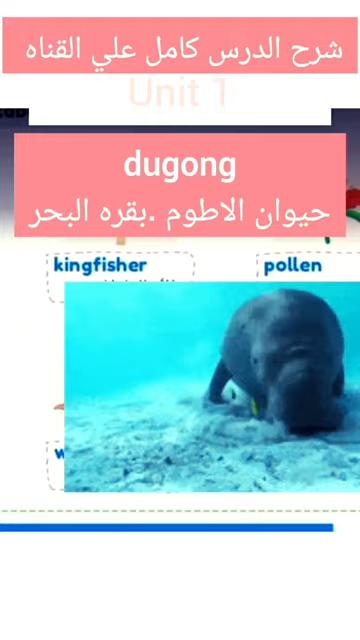 شرح الدرس كامل علي القناه
Unit 1
dugong
حيوان الاطوم .بقره البحر
kingfisher
pollen